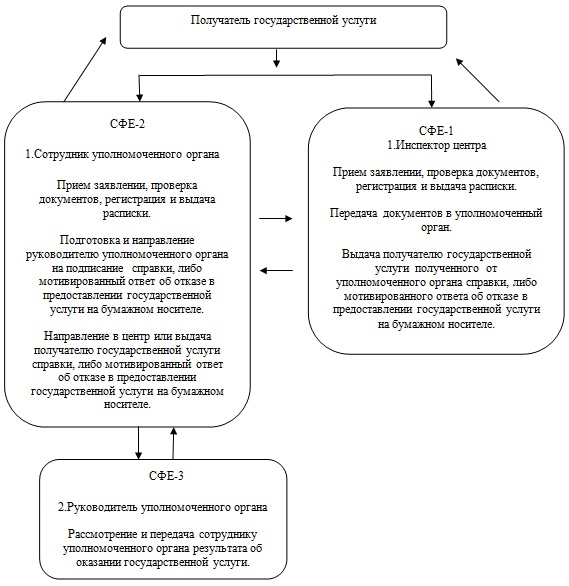 Получатель государственной услуги
СФЕ-2
1.Сотрудник уполномоченного органа
Прием заявлении, проверка
документов, регистрация и выдача
расписки.
Подготовка и направление
руководителю уполномоченного органа
на подписание справки, либо
мотивированный ответ об отказе в
предоставлении государственной
услуги на бумажном носителе.
Направление в центр или выдача
получателю государственной услуги
справки, либо мотивированный ответ
об отказе в предоставлении
государственной услуги на бумажном
носителе.
СФЕ-1
1.Инспектор центра
Прием заявлении, проверка документов,
регистрация и выдача расписки.
Передача документов в уполномоченный
орган.
Выдача получателю государственной
услуги полученного от
уполномоченного органа справки, либо
мотивированного ответа об отказе в
предоставлении государственной услуги
на бумажном носителе.
СФЕ-3
2.Руководитель уполномоченного органа
Рассмотрение и передача сотруднику
уполномоченного органа результата об
оказании государственной услуги.